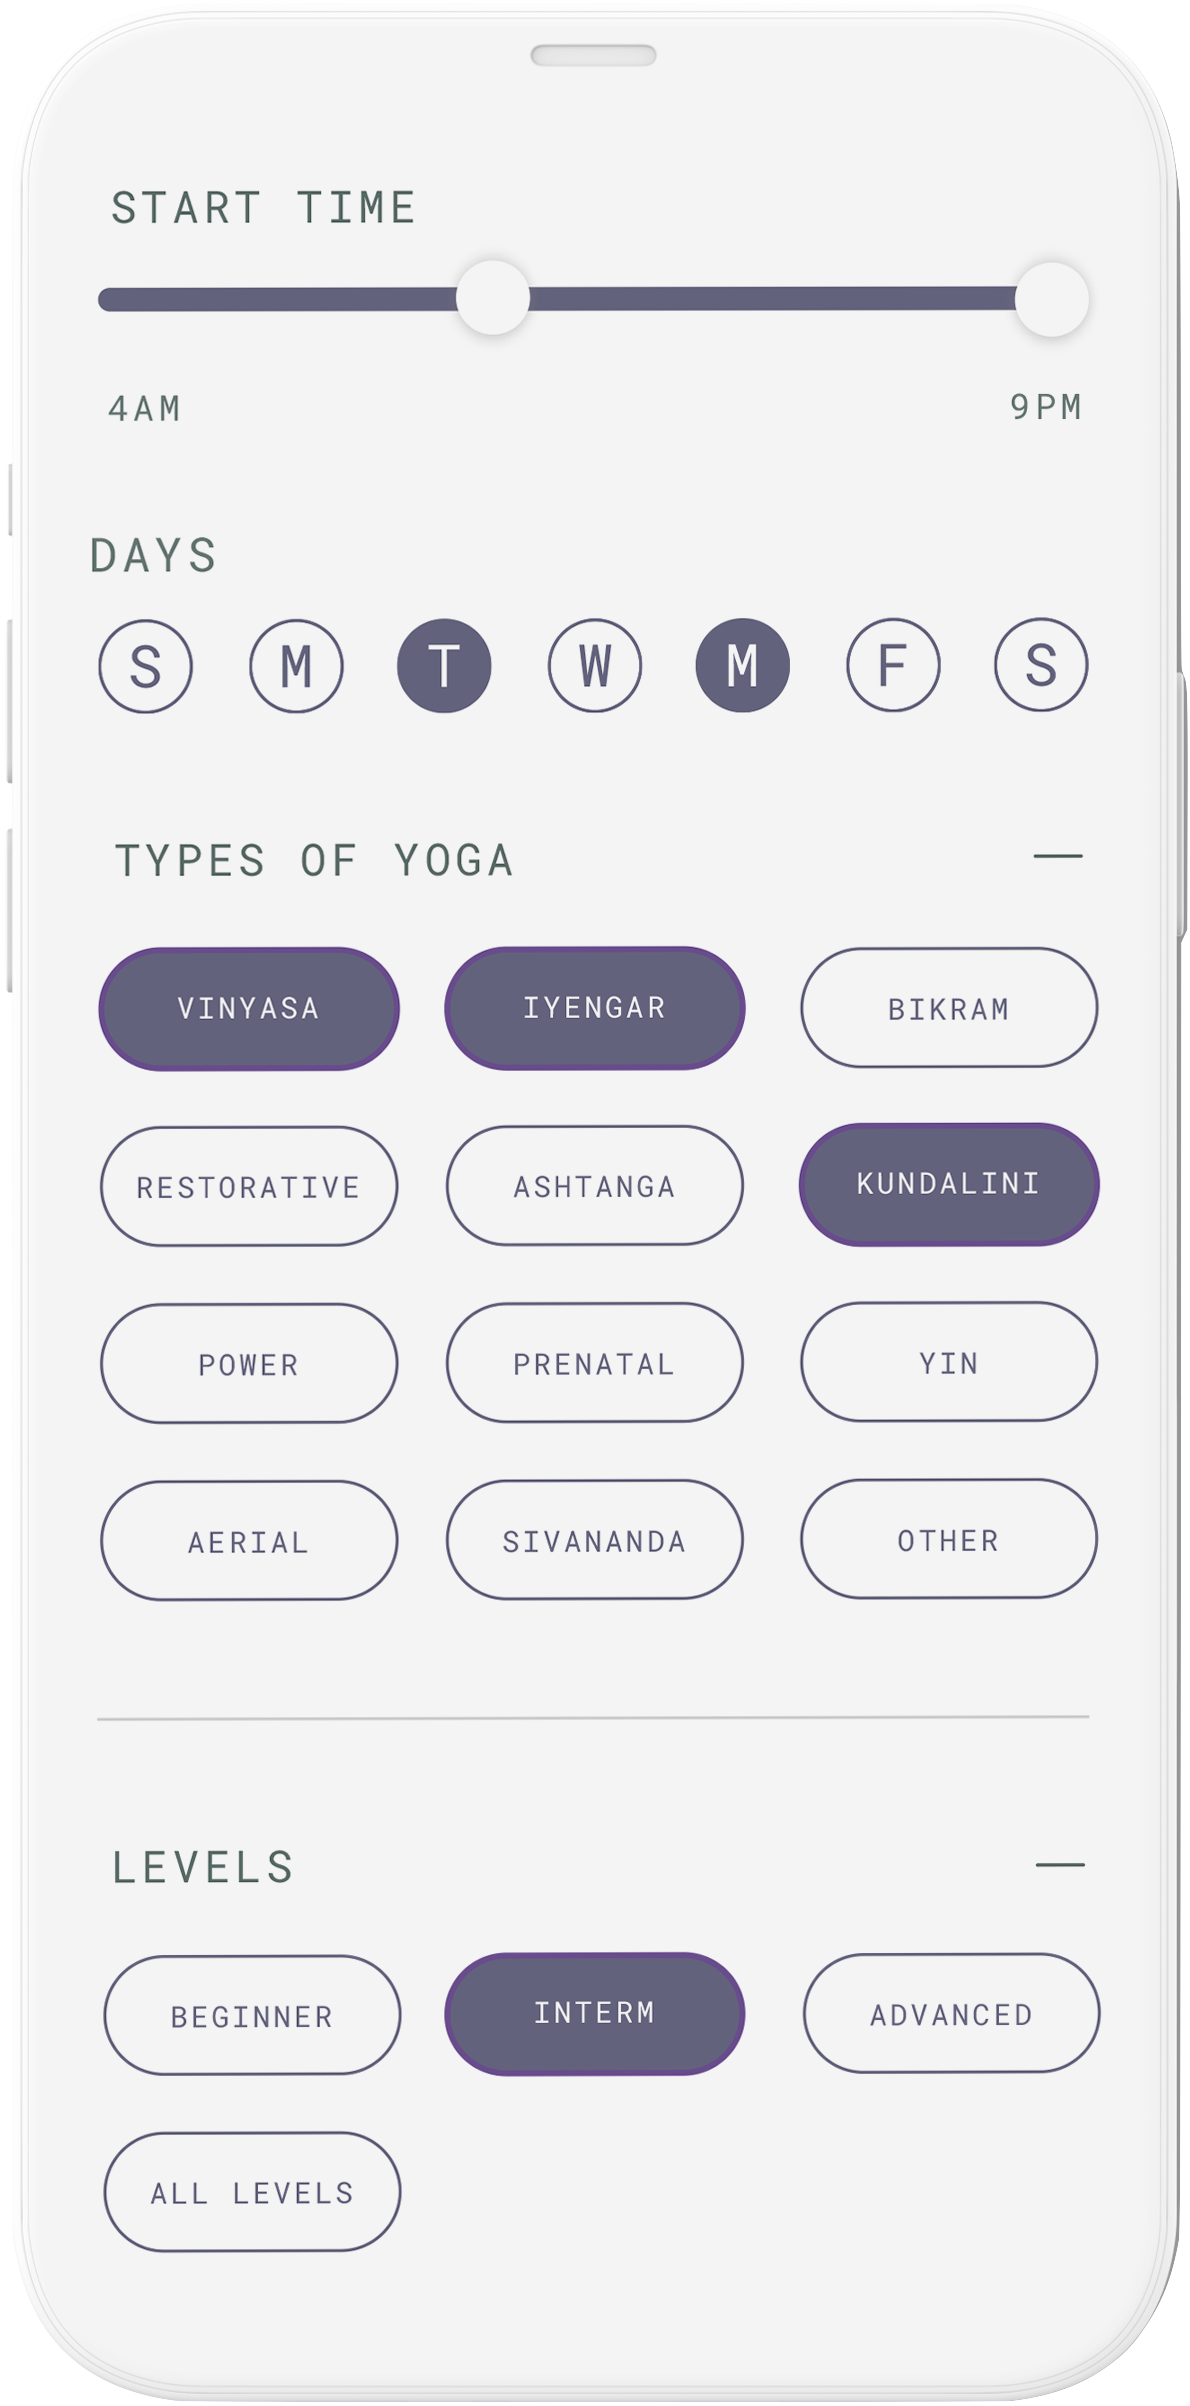 START TIME
4AM 9PM
DAYS
S M T W M F S
TYPES OF YOGA
VINYASA IYENGAR BIKRAM
RESTORATIVE ASHTANGA KUNDALINI
POWER PRENATAL YIN
AERIAL SIVANANDA OTHER
LEVELS
BEGINNER INTERM ADVANCED
ALL LEVELS